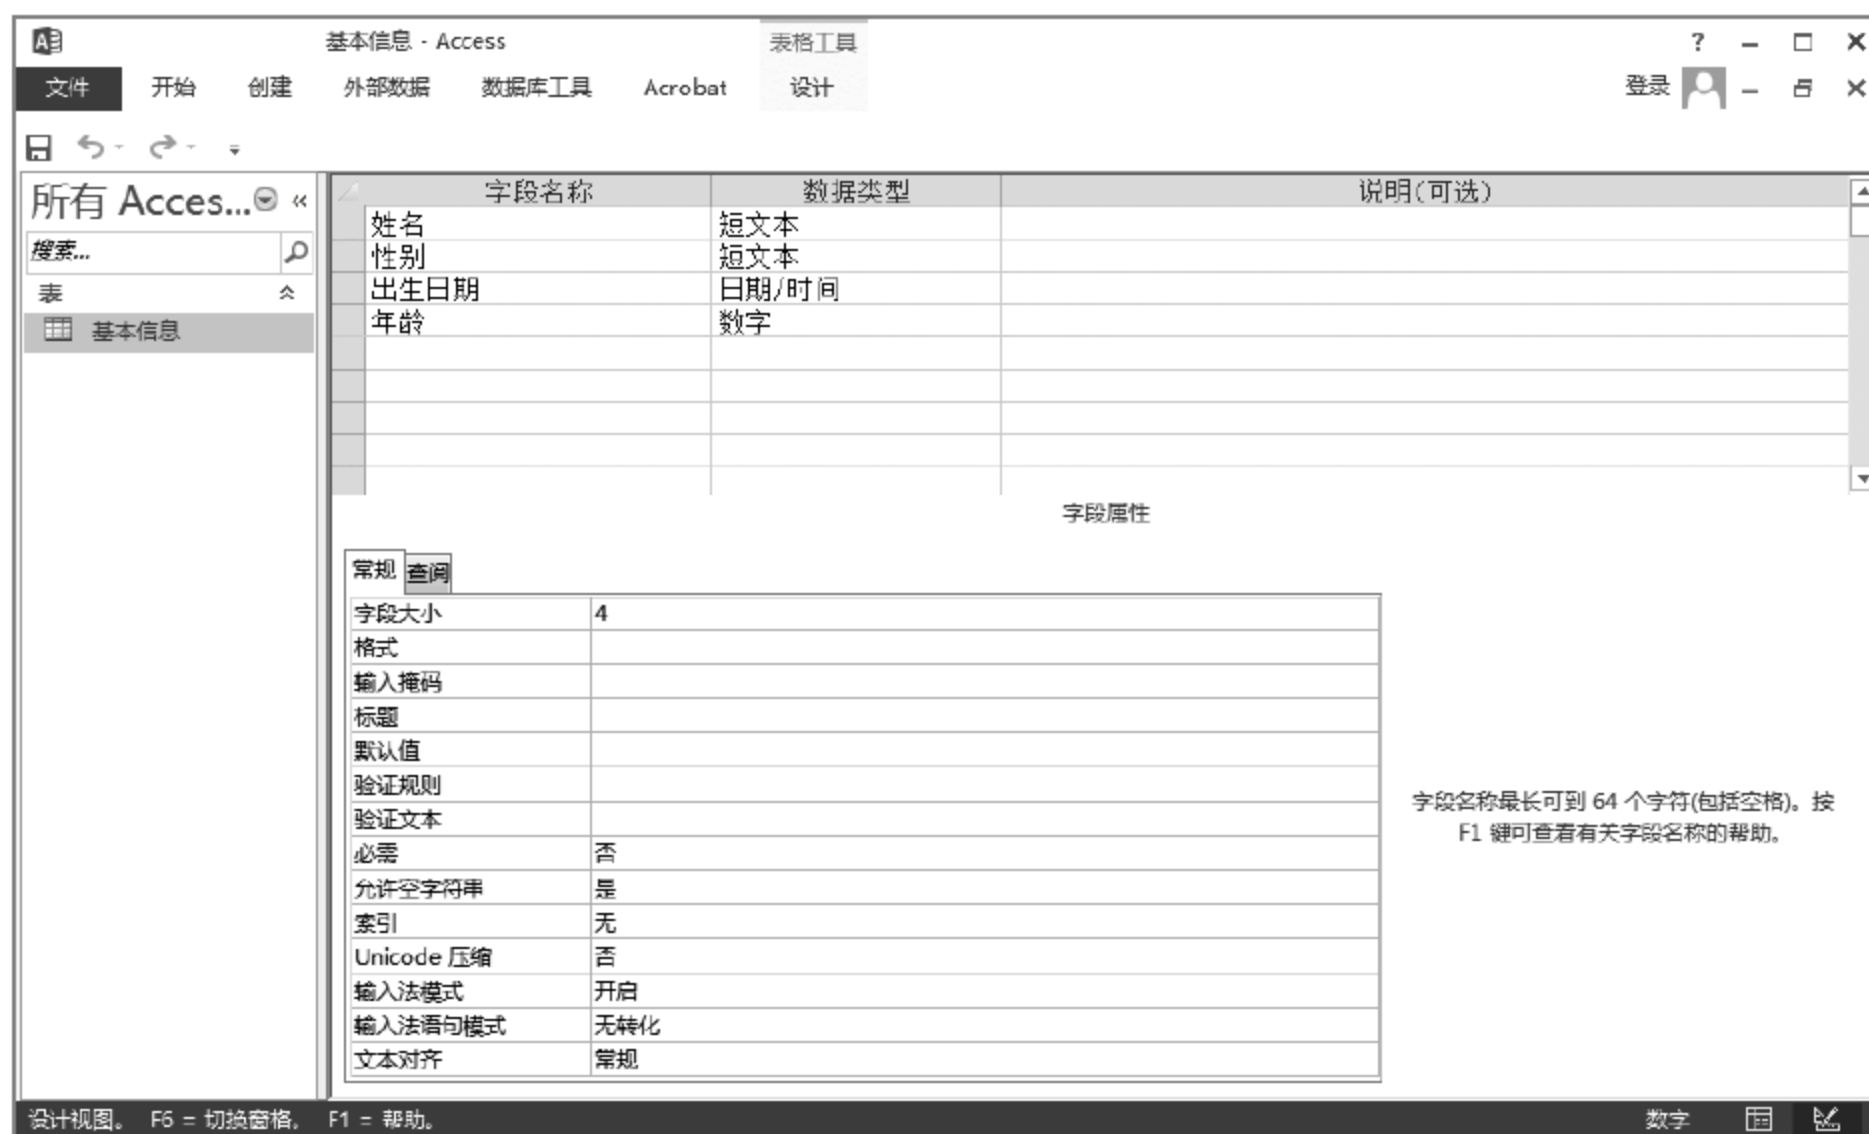 基本信息 - Access 表格工具 ?
文件 开始 创建 外部数据 数据库工具 Acrobat 设计 登录
所有 Acces... «
搜索...
表
基本信息
字段名称 数据类型 说明(可选)
姓名 短文本
性别 短文本
出生日期 日期/时间
年龄 数字
字段属性
常规 查阅
字段大小 4
格式
输入掩码
标题
默认值
验证规则
验证文本
必需 否
允许空字符串 是
索引 无
Unicode 压缩 否
输入法模式 开启
输入法语句模式 无转化
文本对齐 常规
字段名称最长可到 64 个字符(包括空格)。按
F1 键可查看有关字段名称的帮助。
设计视图。 F6 = 切换窗格。 F1 = 帮助。 数字